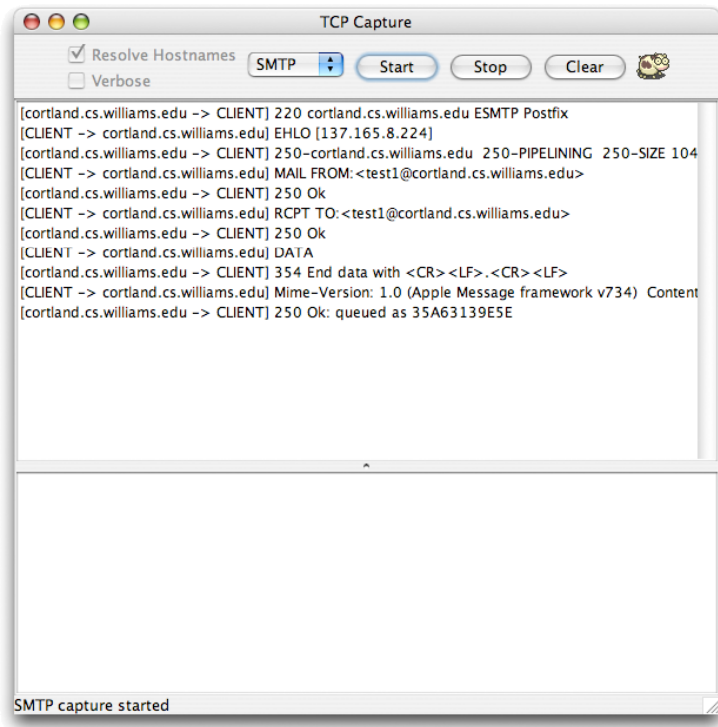 TCP Capture
Resolve Hostnames
Verbose
SMTP
Start
Stop
Clear
[cortland.cs.williams.edu -> CLIENT] 220 cortland.cs.williams.edu ESMTP Postfix
[CLIENT -> cortland.cs.williams.edu] EHLO [137.165.8.224]
[cortland.cs.williams.edu -> CLIENT] 250-cortland.cs.williams.edu  250-PIPELINING  250-SIZE 104
[CLIENT -> cortland.cs.williams.edu] MAIL FROM:<test1@cortland.cs.williams.edu>
[cortland.cs.williams.edu -> CLIENT] 250 Ok
[CLIENT -> cortland.cs.williams.edu] RCPT TO:<test1@cortland.cs.williams.edu>
[cortland.cs.williams.edu -> CLIENT] 250 Ok
[CLIENT -> cortland.cs.williams.edu] DATA
[cortland.cs.williams.edu -> CLIENT] 354 End data with <CR><LF>.<CR><LF>
[CLIENT -> cortland.cs.williams.edu] Mime-Version: 1.0 (Apple Message framework v734)  Content
[cortland.cs.williams.edu -> CLIENT] 250 Ok: queued as 35A63139E5E
SMTP capture started